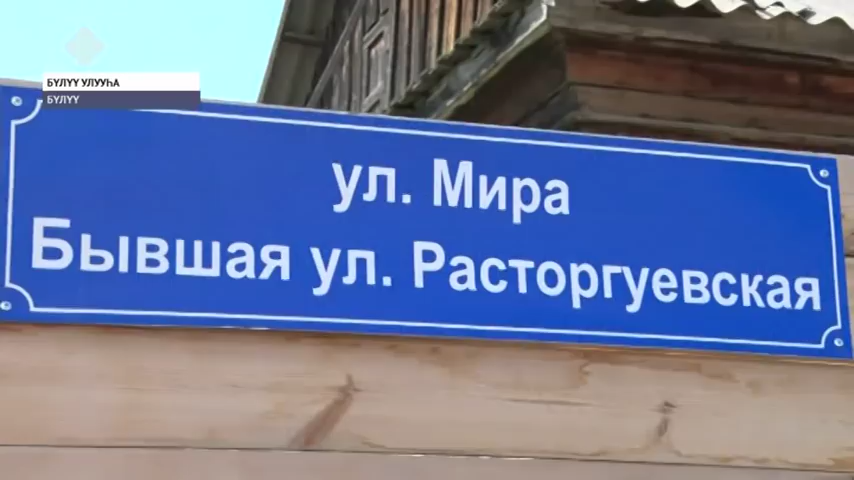 БҮЛҮҮ УЛУУҺА
БҮЛҮҮ
ул. Мира
Бывшая ул. Расторгуевская